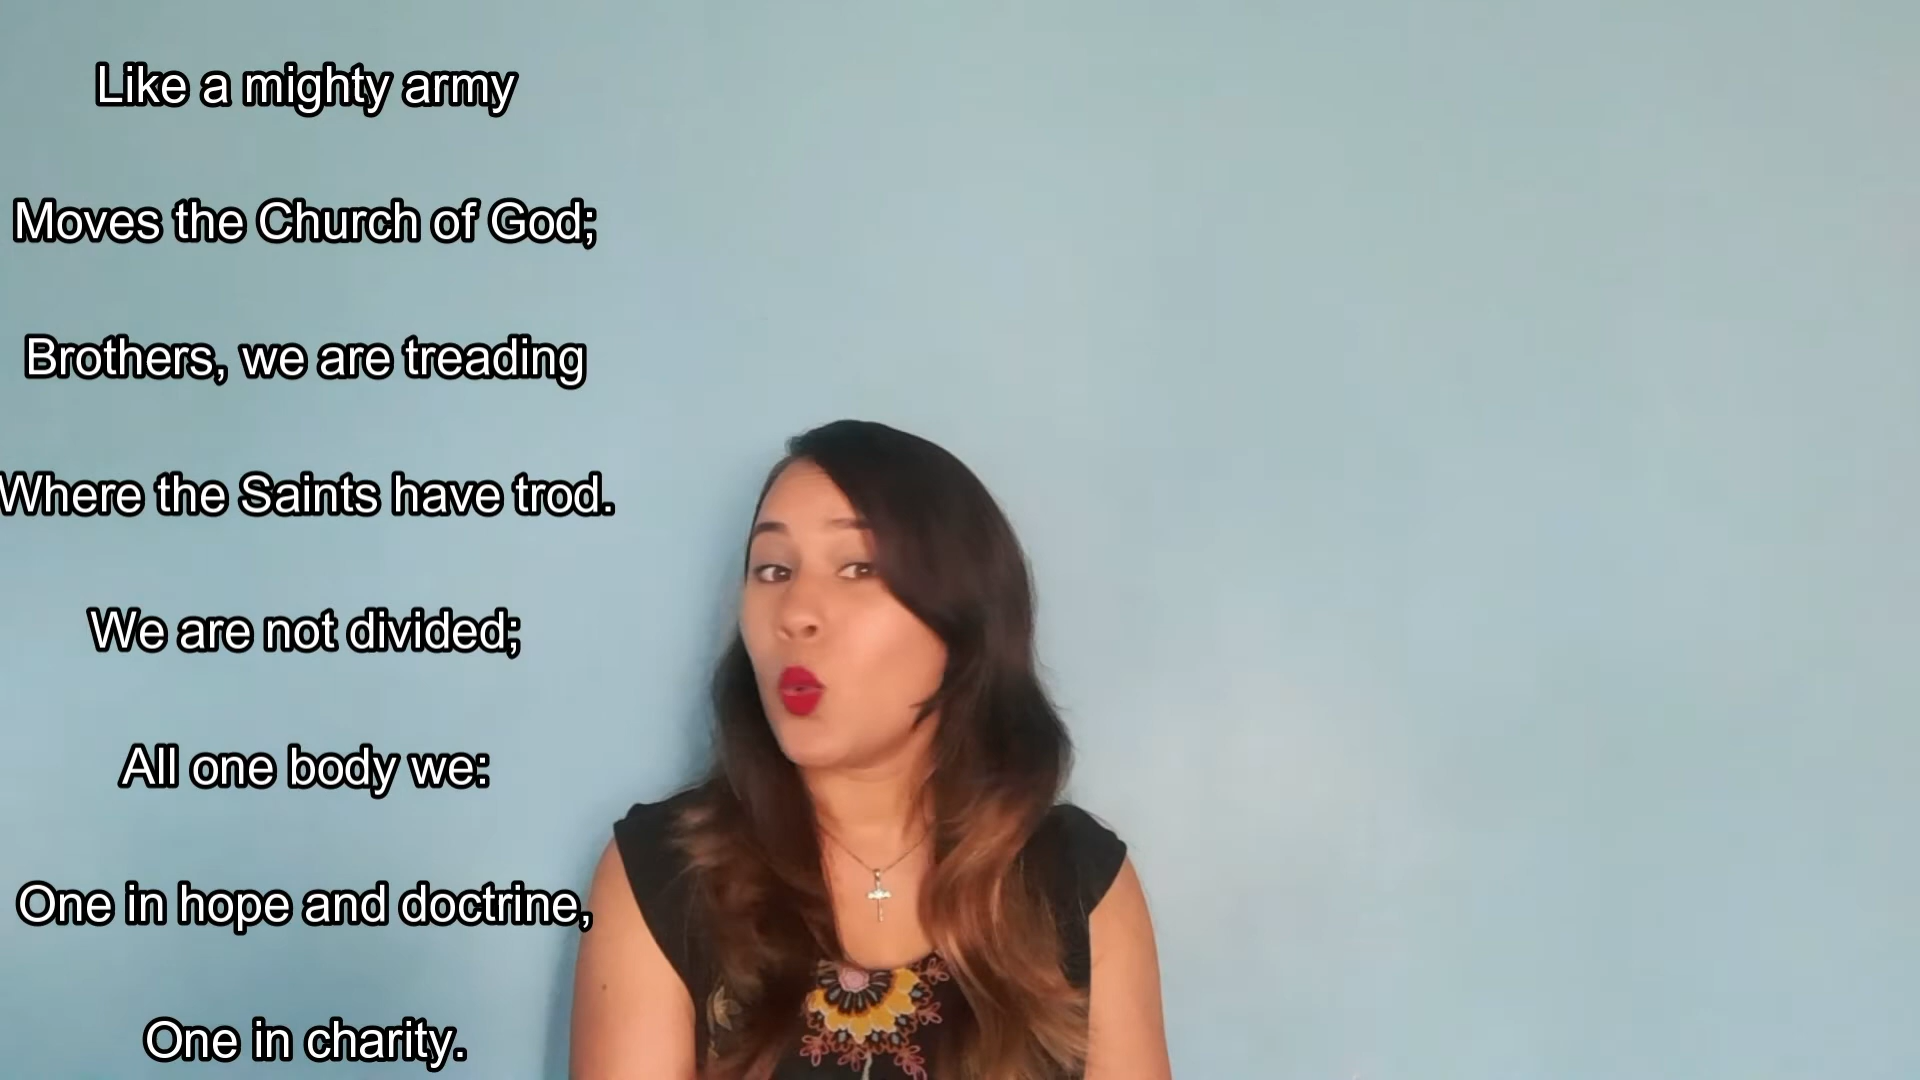 Like a mighty army
Moves the Church of God;
Brothers, we are treading
Where the Saints have trod.
We are not divided;
All one body we:
One in hope and doctrine,
One in charity.